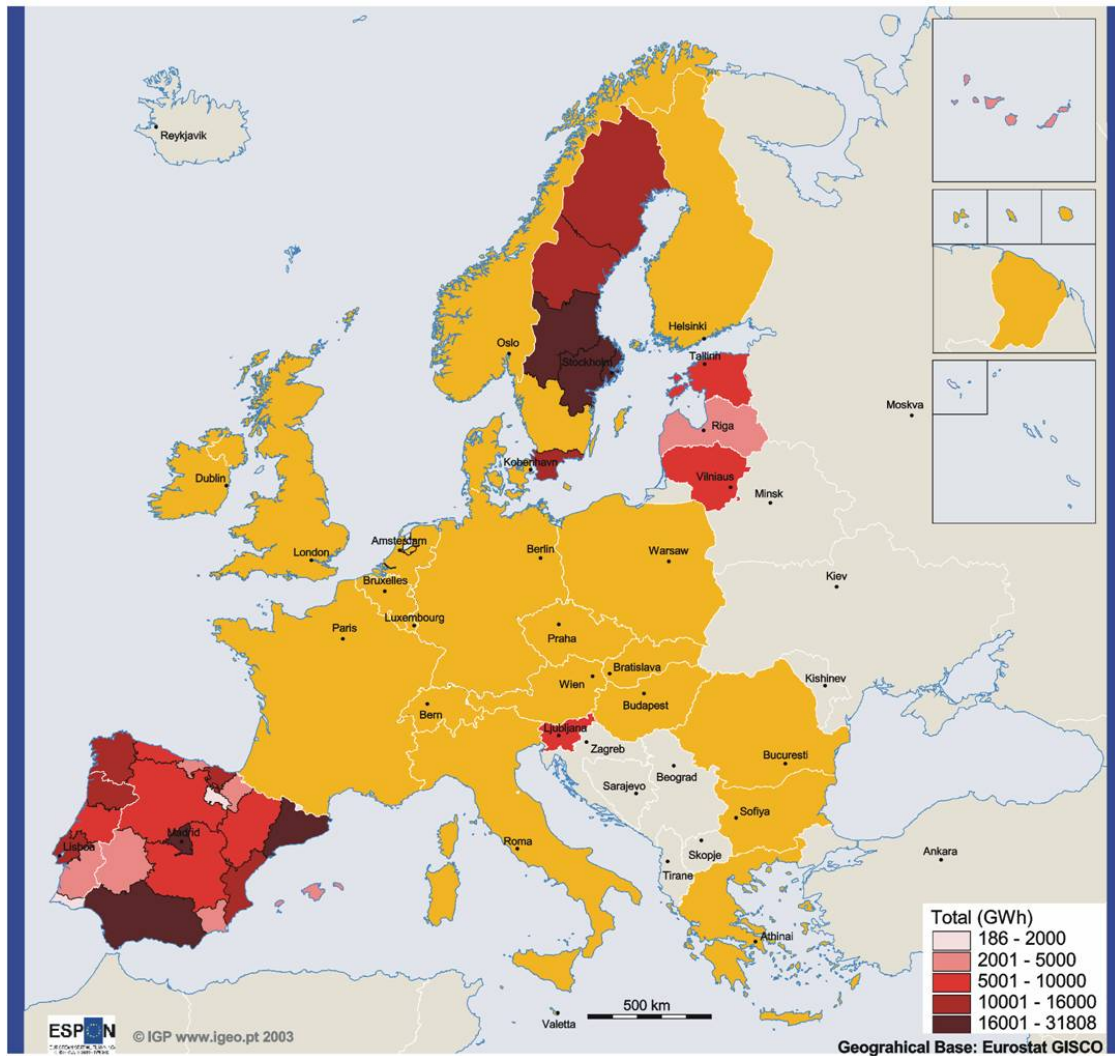 Reykjavik
Helsinki
Oslo
Tallinn
Stockholm
Moskva
Riga
Kobenhavn
Dublin
Vilniaus
Minsk
Amsterdam
London
Berlin
Warsaw
Bruxelles
Kiev
Luxembourg
Paris
Praha
Bratislava
Wien
Kishinev
Budapest
Bern
Ljubljana
Zagreb
Bucuresti
Beograd
Sarajevo
Sofiya
Madrid
Lisboa
Roma
Skopje
Ankara
Tirane
Total (GWh)
186 - 2000
2001 - 5000
5001 - 10000
10001 - 16000
16001 - 31808
Athinai
500 km
Valetta
ESPON
© IGP www.igeo.pt 2003
Geograhical Base: Eurostat GISCO